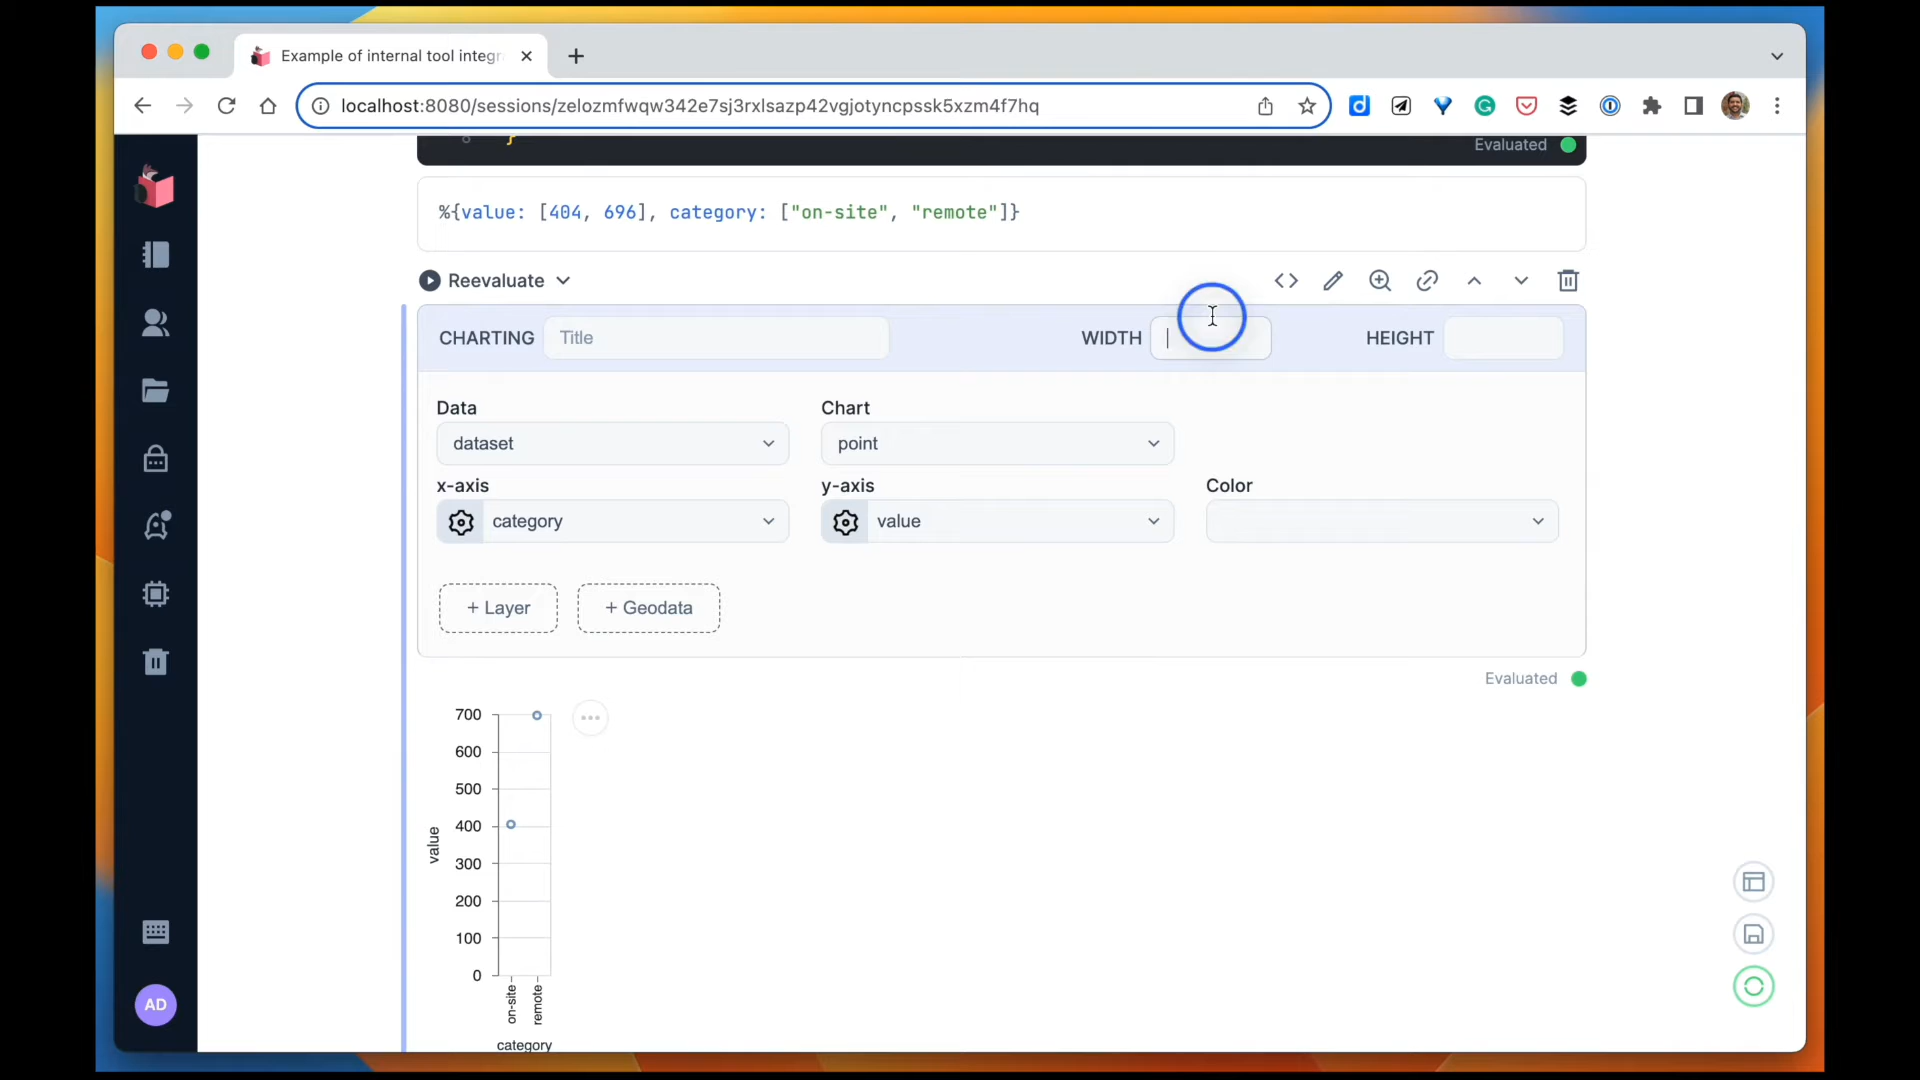 Example of internal tool integr
localhost:8080/sessions/zelozmfwqw342e7sj3rxlsazp42vgjotyncpssk5xzm4f7hq
}
Evaluated
%{value: [404, 696], category: ["on-site", "remote"]}
Reevaluate
CHARTING Title WIDTH HEIGHT
Data Chart
dataset point
x-axis y-axis Color
category value
+ Layer + Geodata
Evaluated
700
600
500
400
300
200
100
0
value
on-site
remote
category
AD